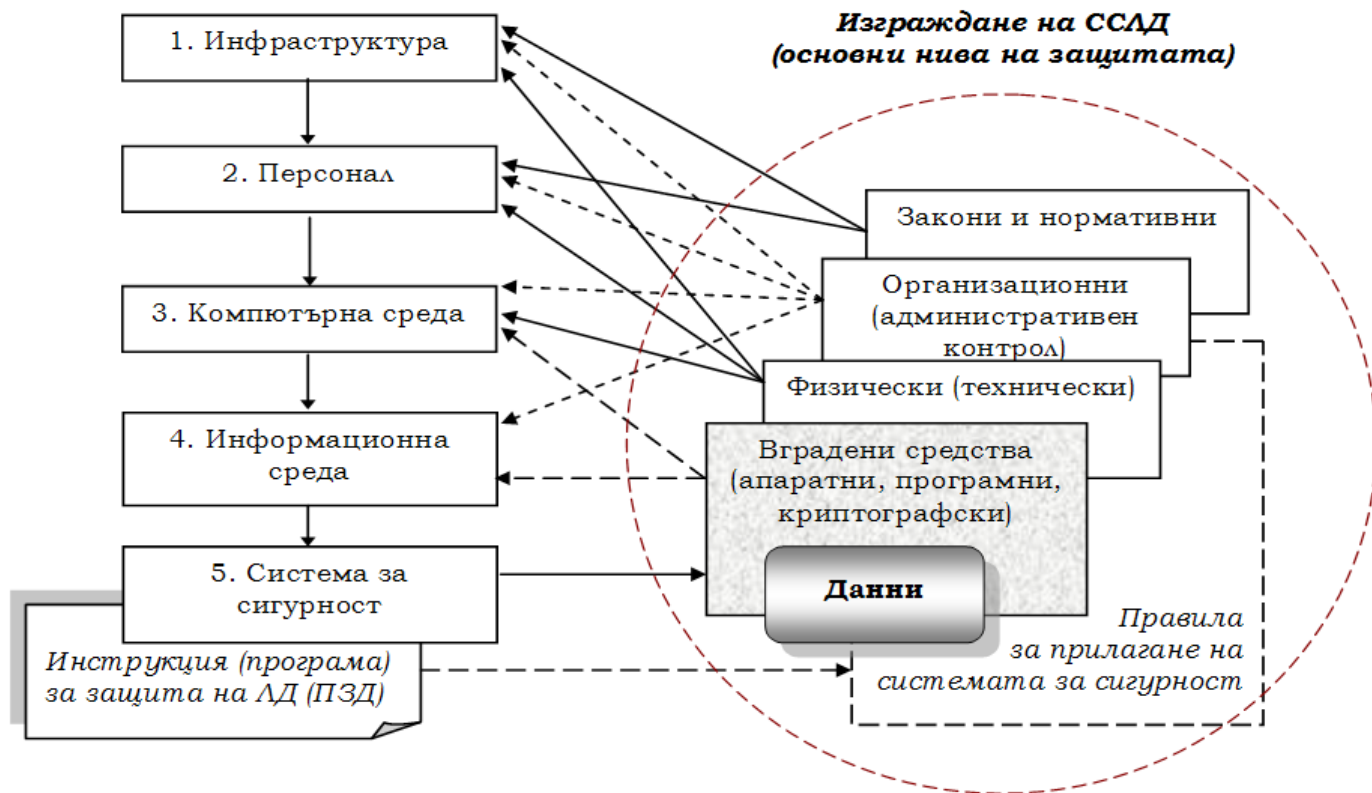 Изграждане на ССЛД
(основни нива на защитата)
1. Инфраструктура
2. Персонал
3. Компютърна среда
4. Информационна
среда
5. Система за
сигурност
Инструкция (програма)
за защита на ЛД (ПЗД)
Закони и нормативни
Организационни
(административен
контрол)
Физически (технически)
Вградени средства
(апаратни, програмни,
криптографски)
Данни
Правила
за прилагане на
системата за сигурност